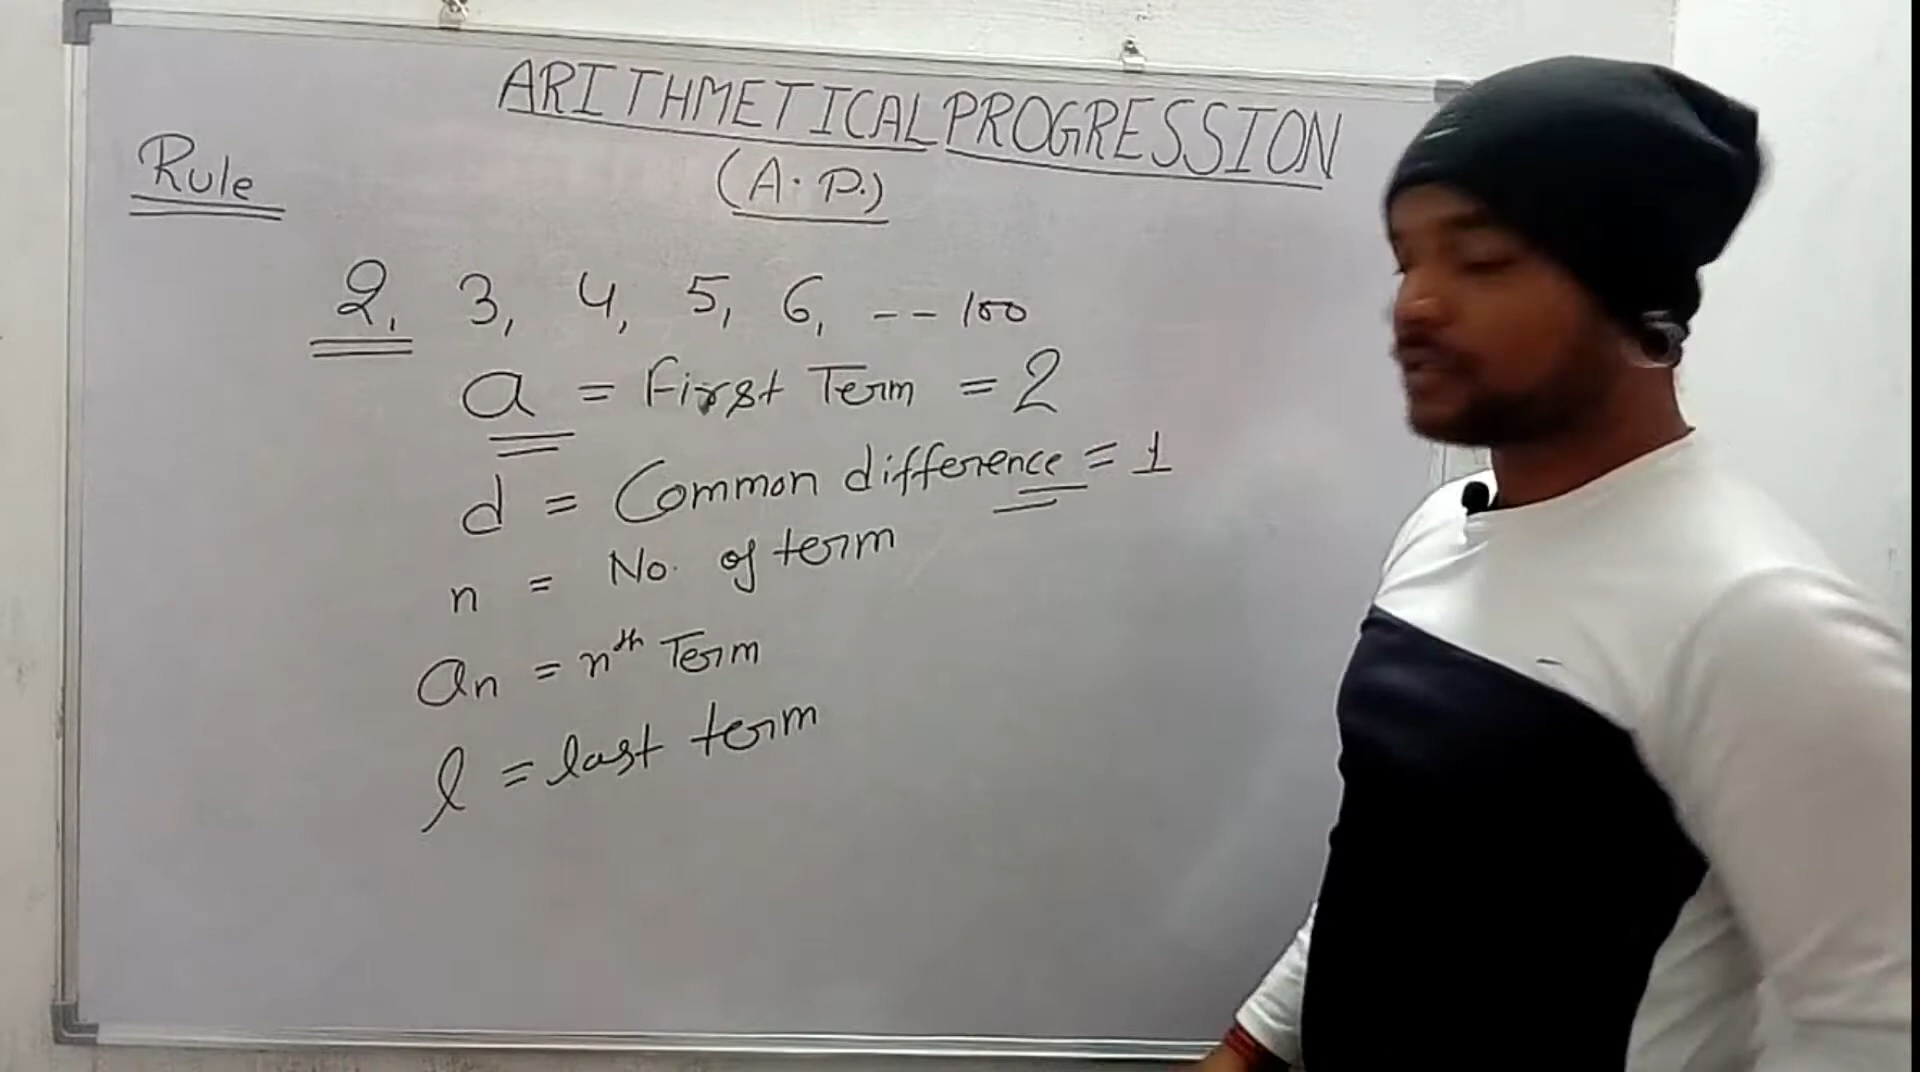 ARITHMETICAL PROGRESSION
(A.P.)
Rule
2, 3, 4, 5, 6, -- 100
a = First Term = 2
d = Common difference = 1
n = No. of term
an = nth Term
l = last term